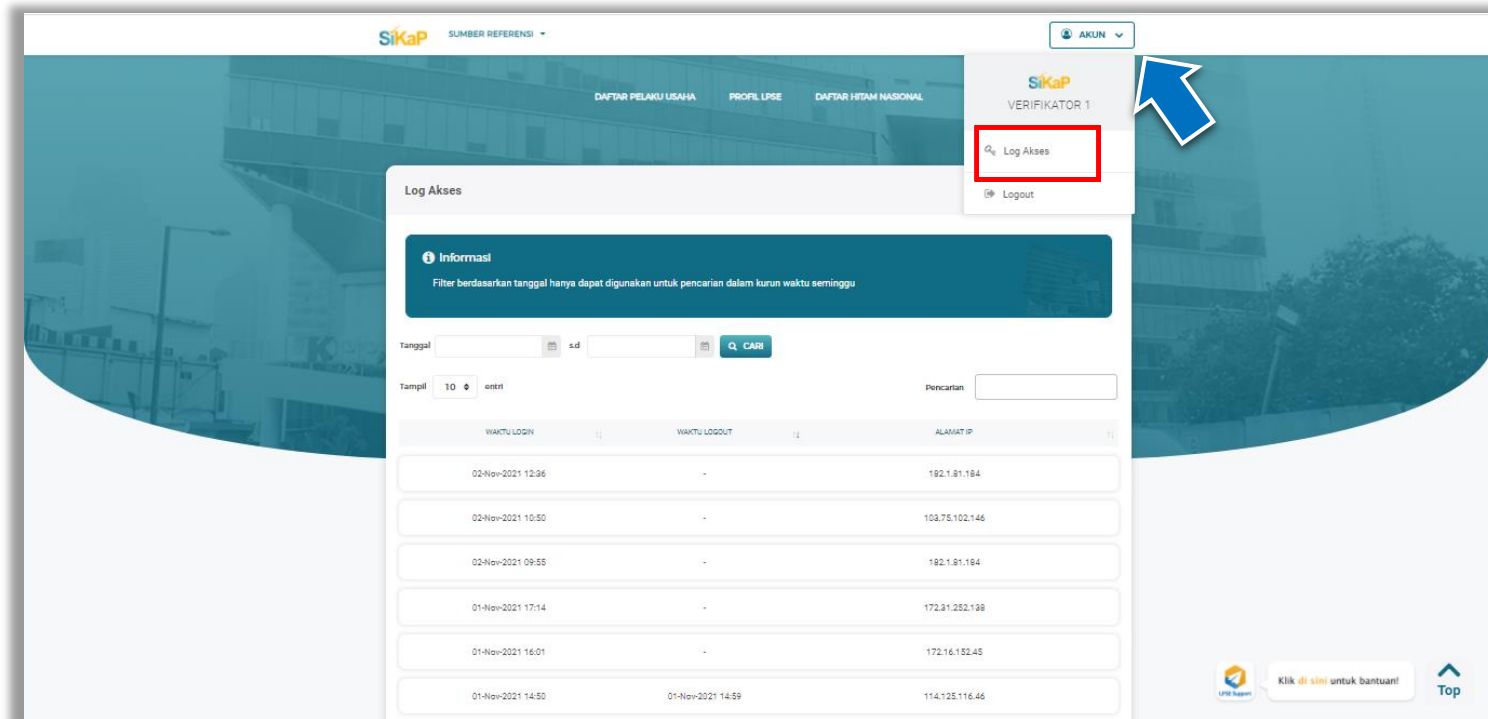 SIKaP SUMBER REFERENSI AKUN
DAFTAR PELAKU USAHA PROFIL LPSE DAFTAR HITAM NASIONAL
SIKaP
VERIFIKATOR 1
Log Akses
Logout
Log Akses
Informasi
Filter berdasarkan tanggal hanya dapat digunakan untuk pencarian dalam kurun waktu seminggu
Tanggal s.d CARI
Tampil 10 entri Pencarian
WAKTU LOGIN WAKTU LOGOUT ALAMAT IP
02-Nov-2021 12:36 - 182.1.81.184
02-Nov-2021 10:50 - 103.75.102.146
02-Nov-2021 09:55 - 182.1.81.184
01-Nov-2021 17:14 - 172.31.252.138
01-Nov-2021 16:01 - 172.16.152.45
01-Nov-2021 14:50 01-Nov-2021 14:59 114.125.116.46
LPSE Support Klik di sini untuk bantuan! Top